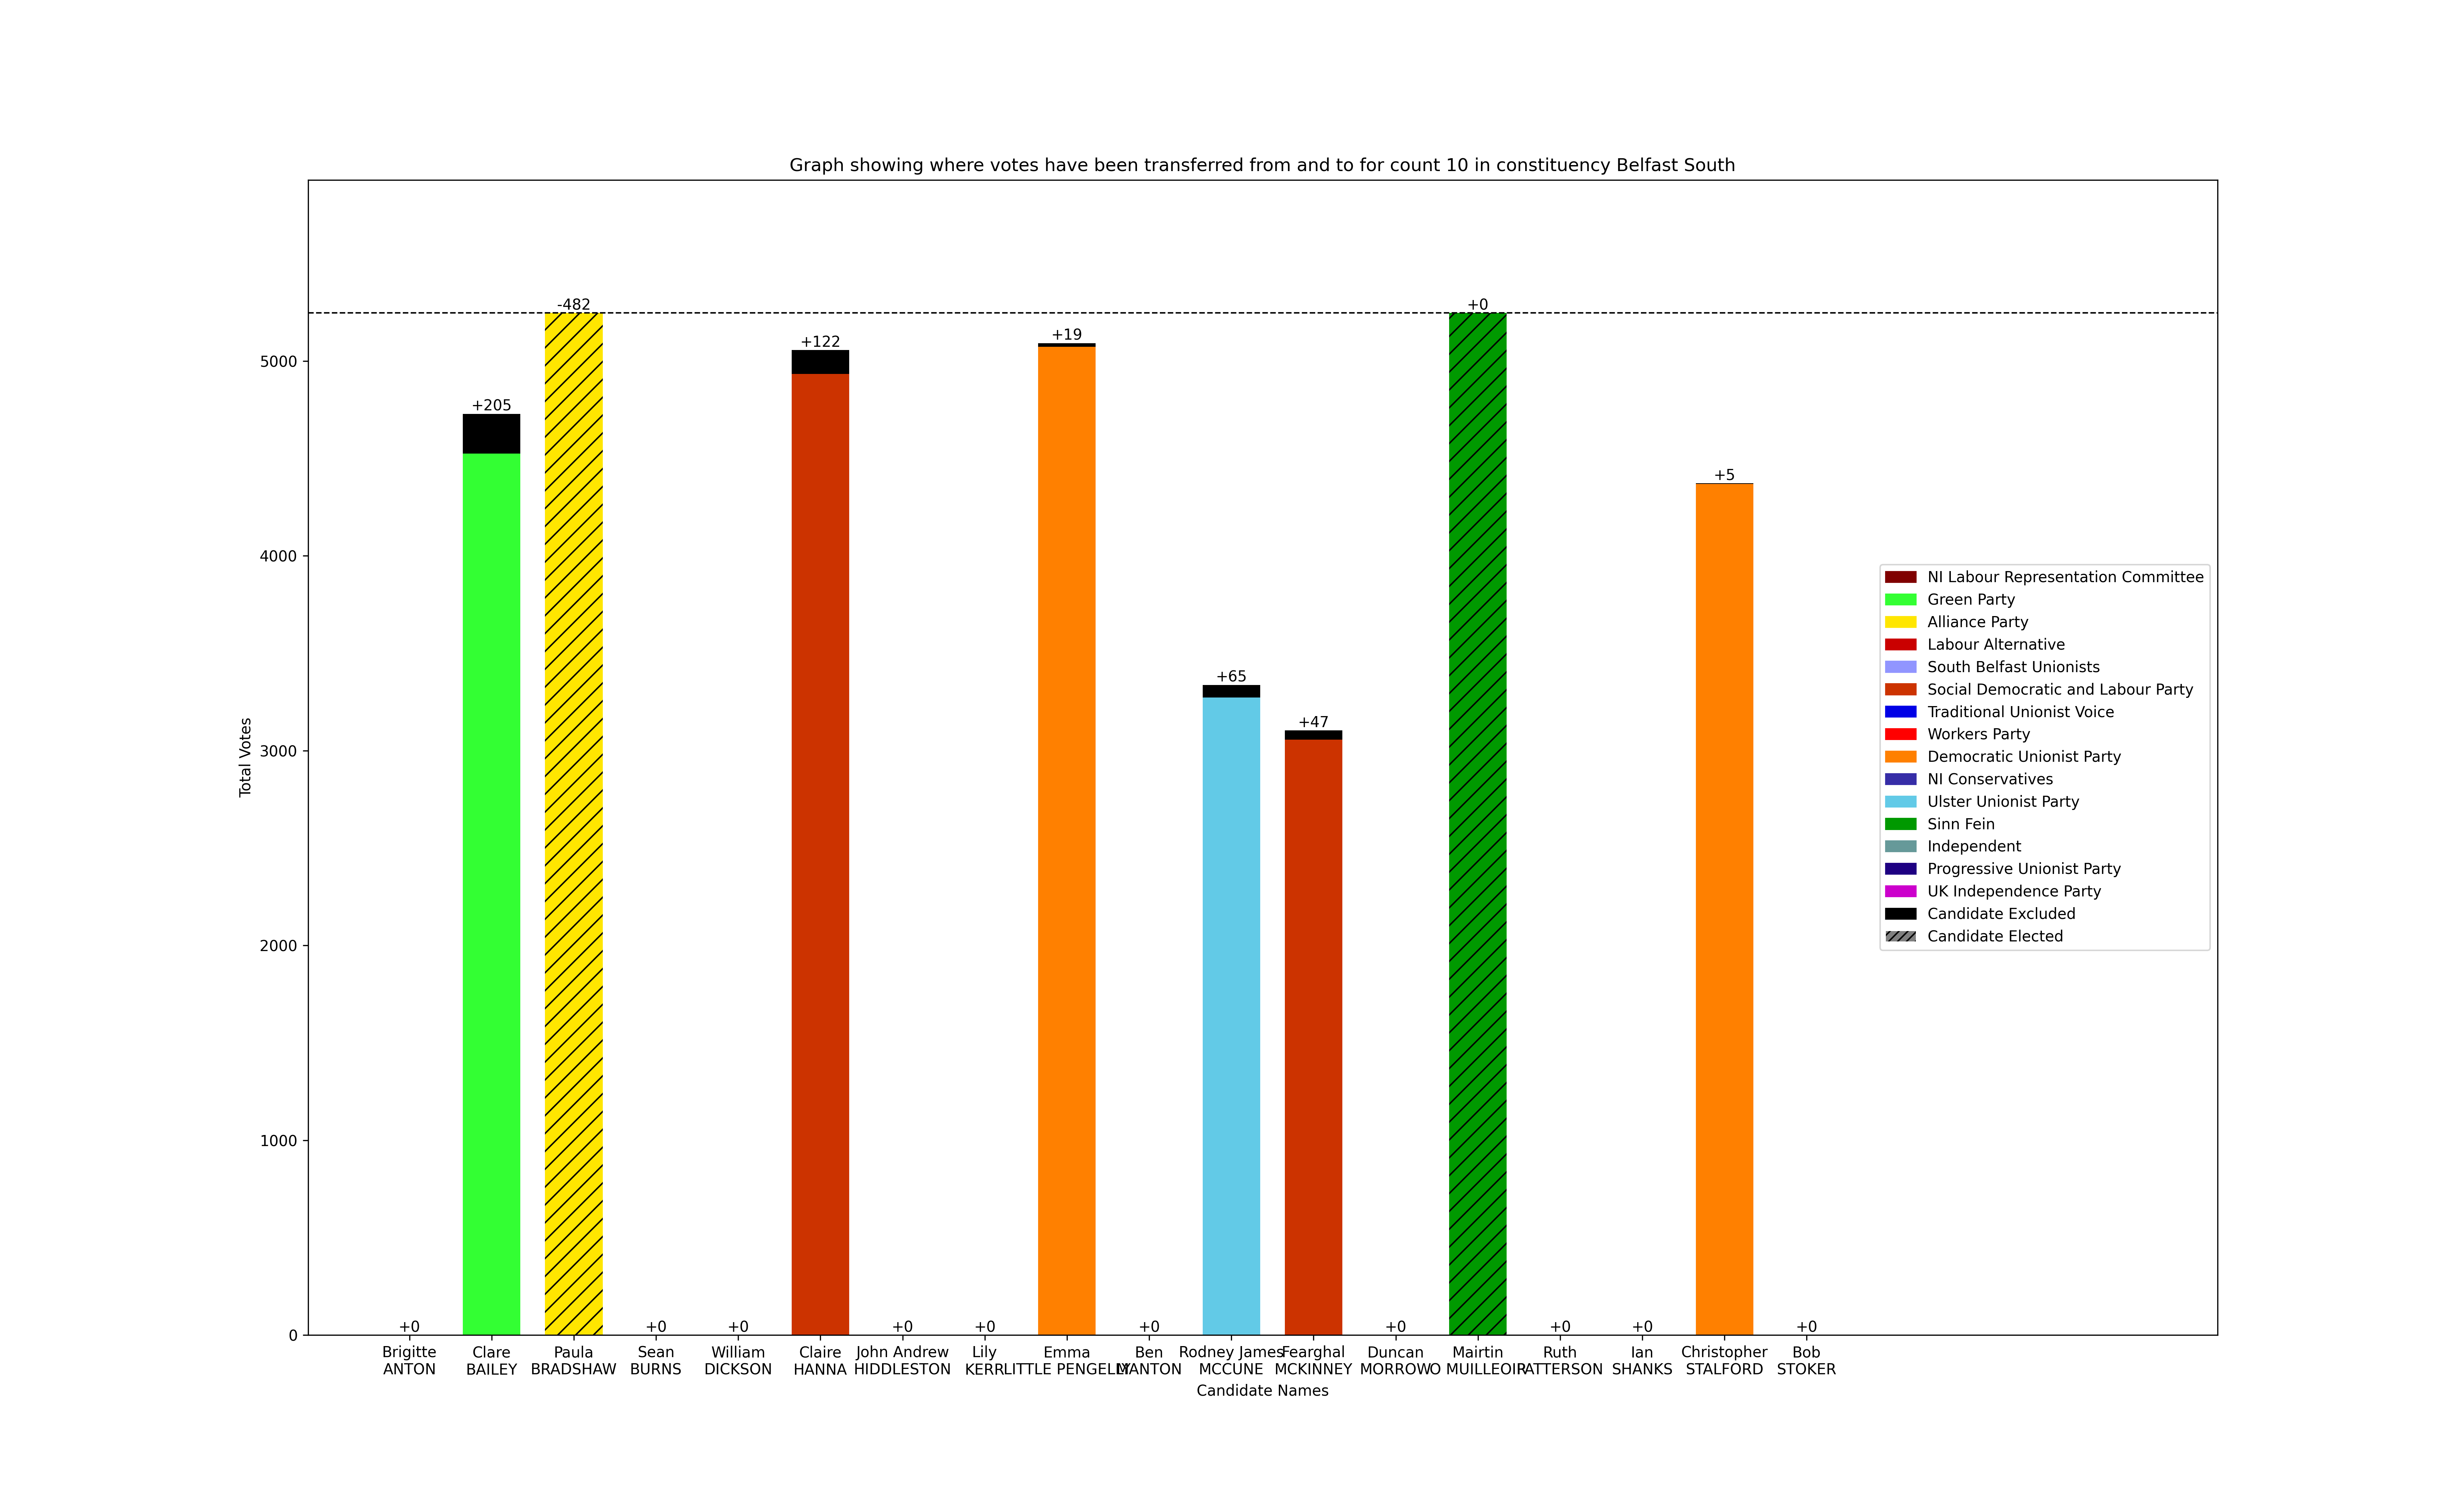 Graph showing where votes have been transferred from and to for count 10 in constituency Belfast South
Total Votes
5000
4000
3000
2000
1000
0
-482
+0
+19
+122
+205
+5
+65
+47
+0
+0
+0
+0
+0
+0
+0
+0
+0
+0
NI Labour Representation Committee
Green Party
Alliance Party
Labour Alternative
South Belfast Unionists
Social Democratic and Labour Party
Traditional Unionist Voice
Workers Party
Democratic Unionist Party
NI Conservatives
Ulster Unionist Party
Sinn Fein
Independent
Progressive Unionist Party
UK Independence Party
Candidate Excluded
Candidate Elected
Brigitte
ANTON
Clare
BAILEY
Paula
BRADSHAW
Sean
BURNS
William
DICKSON
Claire
HANNA
John Andrew
HIDDLESTON
Lily
KERR
Emma
LITTLE PENGELLY
Ben
MANTON
Rodney James
MCCUNE
Fearghal
MCKINNEY
Duncan
MORROW
Mairtin
O MUILLEOIR
Ruth
PATTERSON
Ian
SHANKS
Christopher
STALFORD
Bob
STOKER
Candidate Names